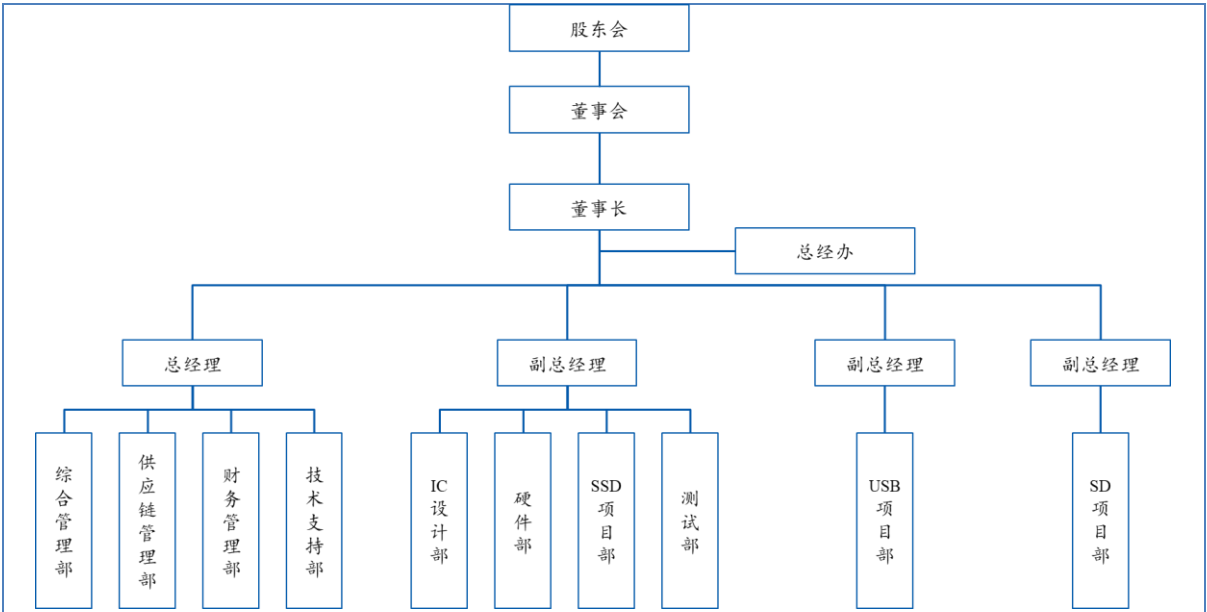 股东会
董事会
董事长
总经办
总经理
副总经理
副总经理
副总经理
综合管理部
供应链管理部
财务管理部
技术支持部
IC设计部
硬件部
SSD项目部
测试部
USB项目部
SD项目部